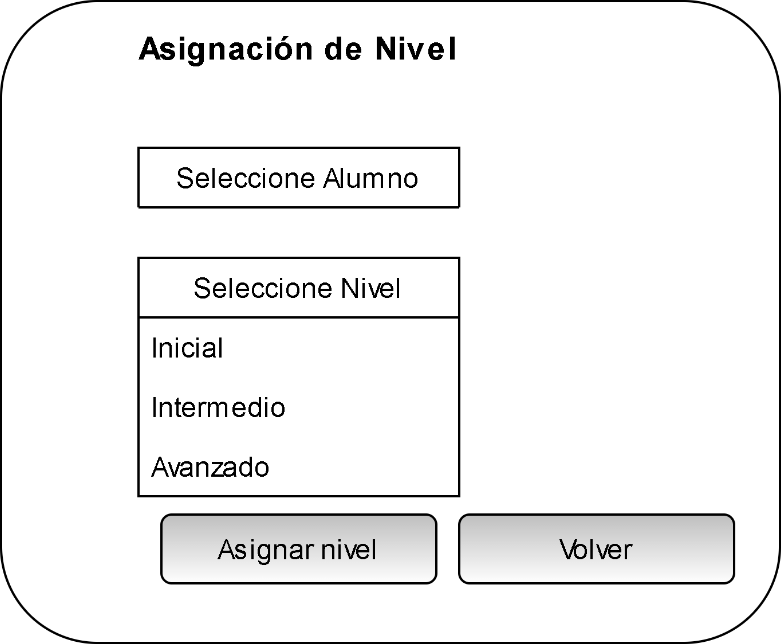 Asignación de Nivel
Seleccione Alumno
Seleccione Nivel
Inicial
Intermedio
Avanzado
Asignar nivel
Volver